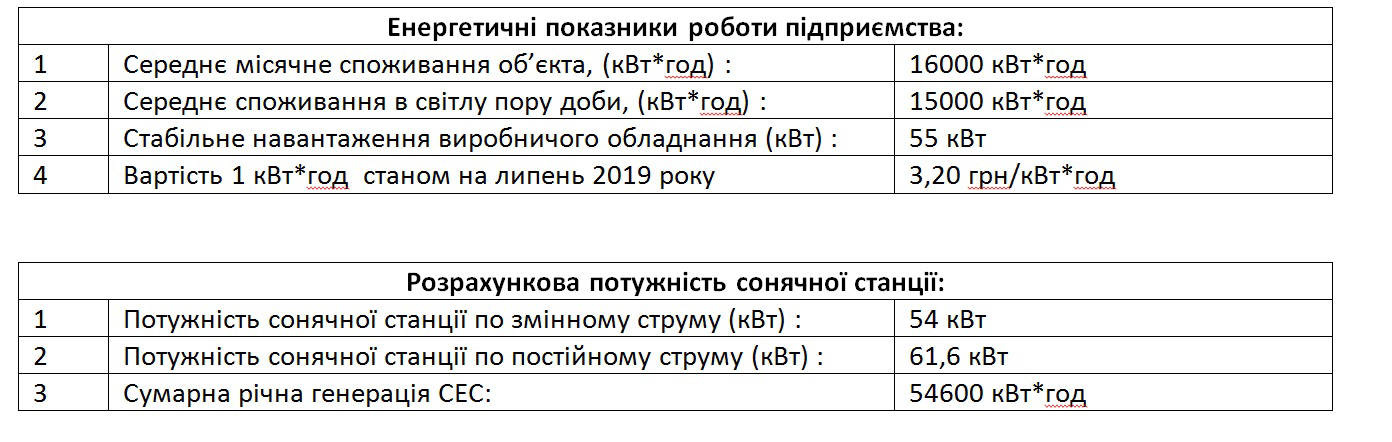 Енергетичні показники роботи підприємства:
1 Середнє місячне споживання об’єкта, (кВт*год) : 16000 кВт*год
2 Середнє споживання в світлу пору доби, (кВт*год) : 15000 кВт*год
3 Стабільне навантаження виробничого обладнання (кВт) : 55 кВт
4 Вартість 1 кВт*год станом на липень 2019 року 3,20 грн/кВт*год
Розрахункова потужність сонячної станції:
1 Потужність сонячної станції по змінному струму (кВт) : 54 кВт
2 Потужність сонячної станції по постійному струму (кВт) : 61,6 кВт
3 Сумарна річна генерація СЕС: 54600 кВт*год